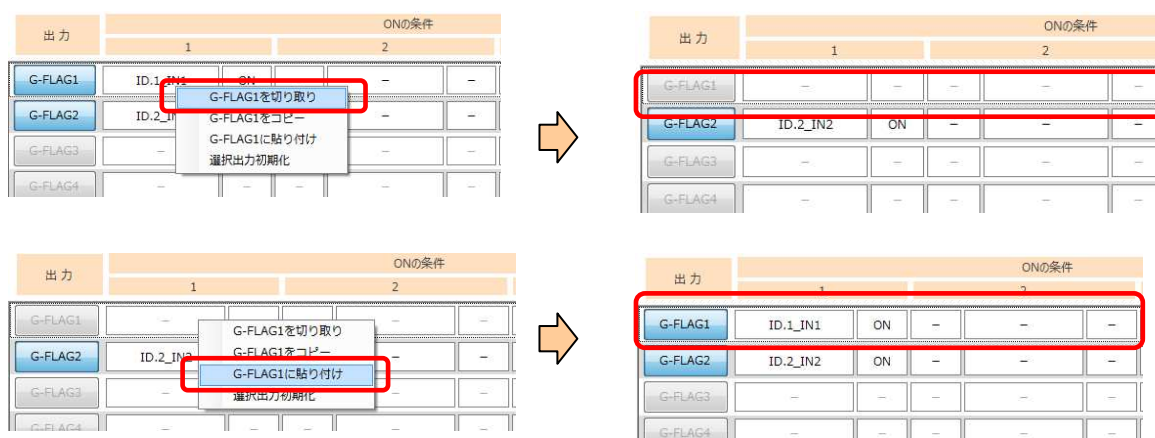 出力 ONの条件
1 2
G-FLAG1 ID.1_IN1 ON – –
G-FLAG1を切り取り
G-FLAG2 ID.2_IN – –
G-FLAG1をコピー
G-FLAG1に貼り付け
G-FLAG3 – – –
選択出力初期化
G-FLAG4 – – – – –
出力 ONの条件
1 2
G-FLAG1 – – – – –
G-FLAG2 ID.2_IN2 ON – – –
G-FLAG3 – – – – –
G-FLAG4 – – – – –
出力 ONの条件
1 2
G-FLAG1 – – –
G-FLAG1を切り取り
G-FLAG2 ID.2_IN2 – –
G-FLAG1をコピー
G-FLAG1に貼り付け
G-FLAG3 – – –
選択出力初期化
G-FLAG4 – – – – –
出力 ONの条件
1 2
G-FLAG1 ID.1_IN1 ON – – –
G-FLAG2 ID.2_IN2 ON – – –
G-FLAG3 – – – – –
G-FLAG4 – – – – –